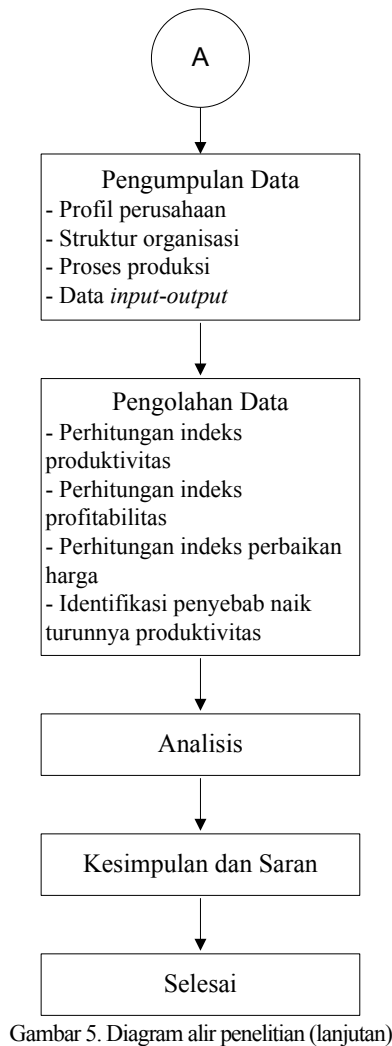 A
Pengumpulan Data
- Profil perusahaan
- Struktur organisasi
- Proses produksi
- Data input-output
Pengolahan Data
- Perhitungan indeks
produktivitas
- Perhitungan indeks
profitabilitas
- Perhitungan indeks perbaikan
harga
- Identifikasi penyebab naik
turunnya produktivitas
Analisis
Kesimpulan dan Saran
Selesai
Gambar 5. Diagram alir penelitian (lanjutan)